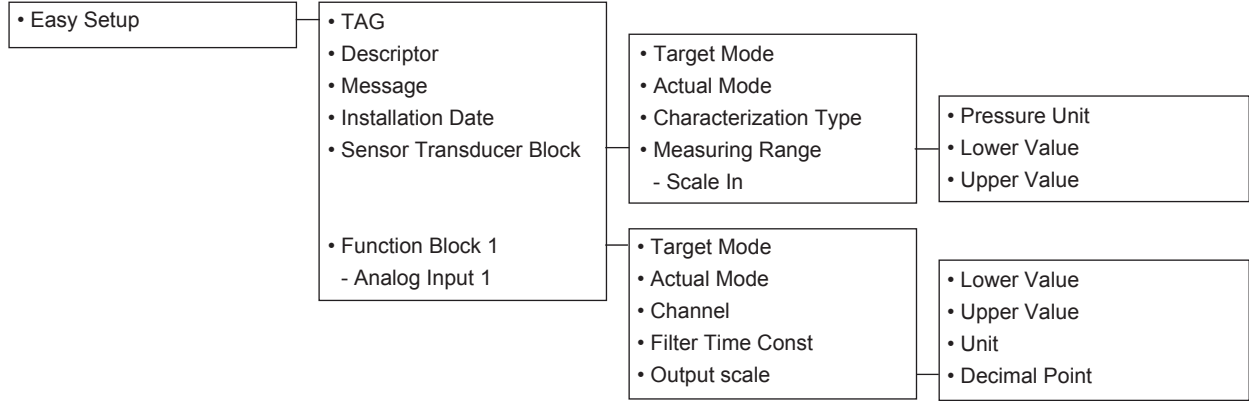 • Easy Setup
• TAG
• Descriptor
• Message
• Installation Date
• Sensor Transducer Block
• Function Block 1
- Analog Input 1
• Target Mode
• Actual Mode
• Characterization Type
• Measuring Range
- Scale In
• Pressure Unit
• Lower Value
• Upper Value
• Target Mode
• Actual Mode
• Channel
• Filter Time Const
• Output scale
• Lower Value
• Upper Value
• Unit
• Decimal Point